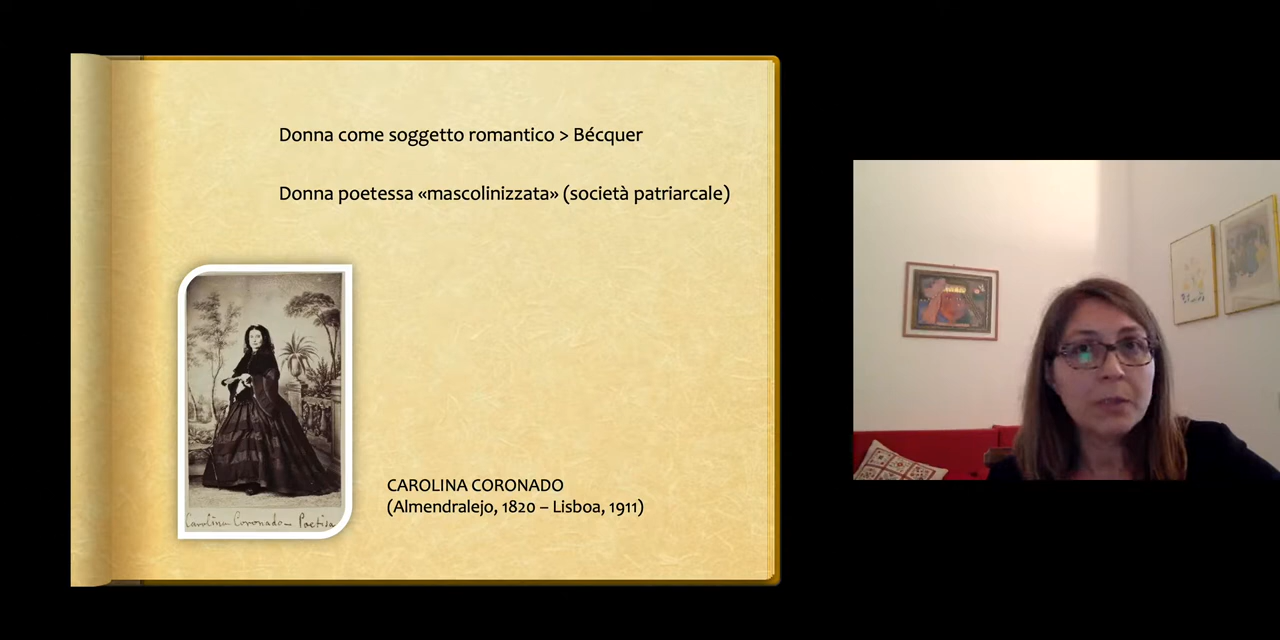 Donna come soggetto romantico > Bécquer
Donna poetessa «mascolinizzata» (società patriarcale)
CAROLINA CORONADO
(Almendralejo, 1820 – Lisboa, 1911)
Carolina Coronado – Poetisa